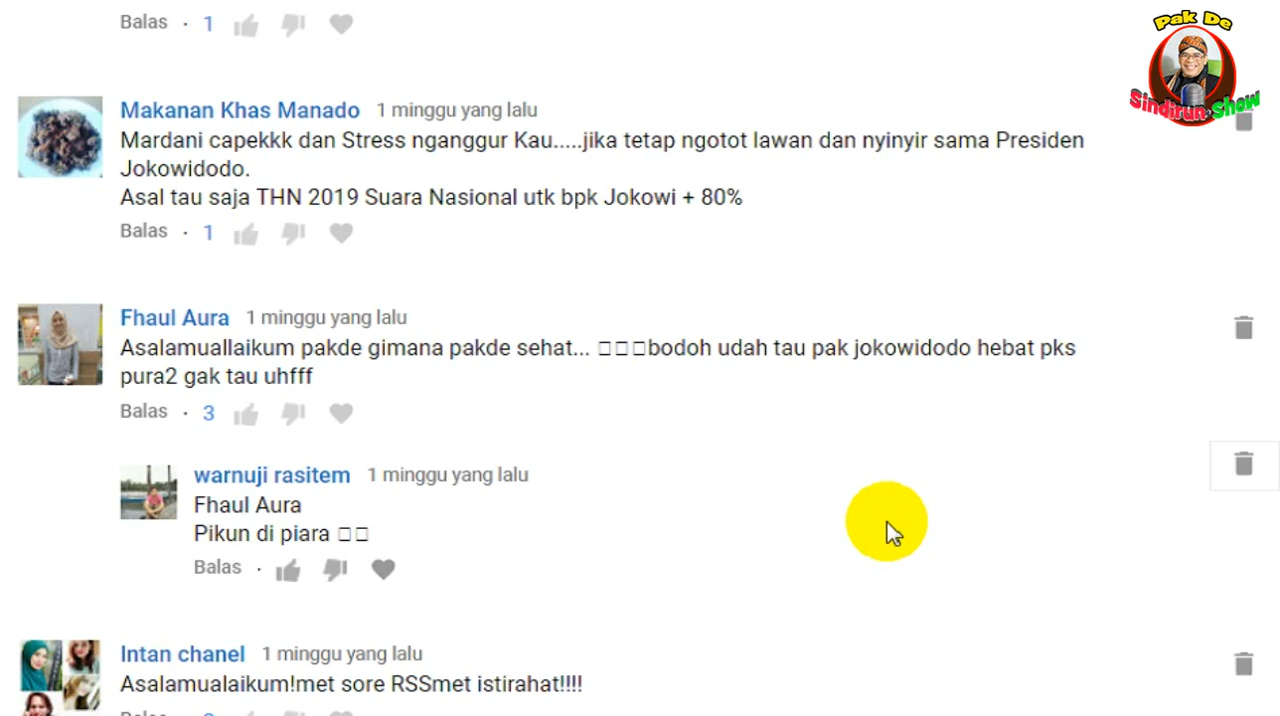 Balas · 1
Pak De
Sindirun Show
Makanan Khas Manado 1 minggu yang lalu
Mardani capekkk dan Stress nganggur Kau.....jika tetap ngotot lawan dan nyinyir sama Presiden
Jokowidodo.
Asal tau saja THN 2019 Suara Nasional utk bpk Jokowi + 80%
Balas · 1
Fhaul Aura 1 minggu yang lalu
Asalamuallaikum pakde gimana pakde sehat... □□□bodoh udah tau pak jokowidodo hebat pks
pura2 gak tau uhfff
Balas · 3
warnuji rasitem 1 minggu yang lalu
Fhaul Aura
Pikun di piara □□
Balas ·
Intan chanel 1 minggu yang lalu
Asalamualaikum!met sore RSSmet istirahat!!!!